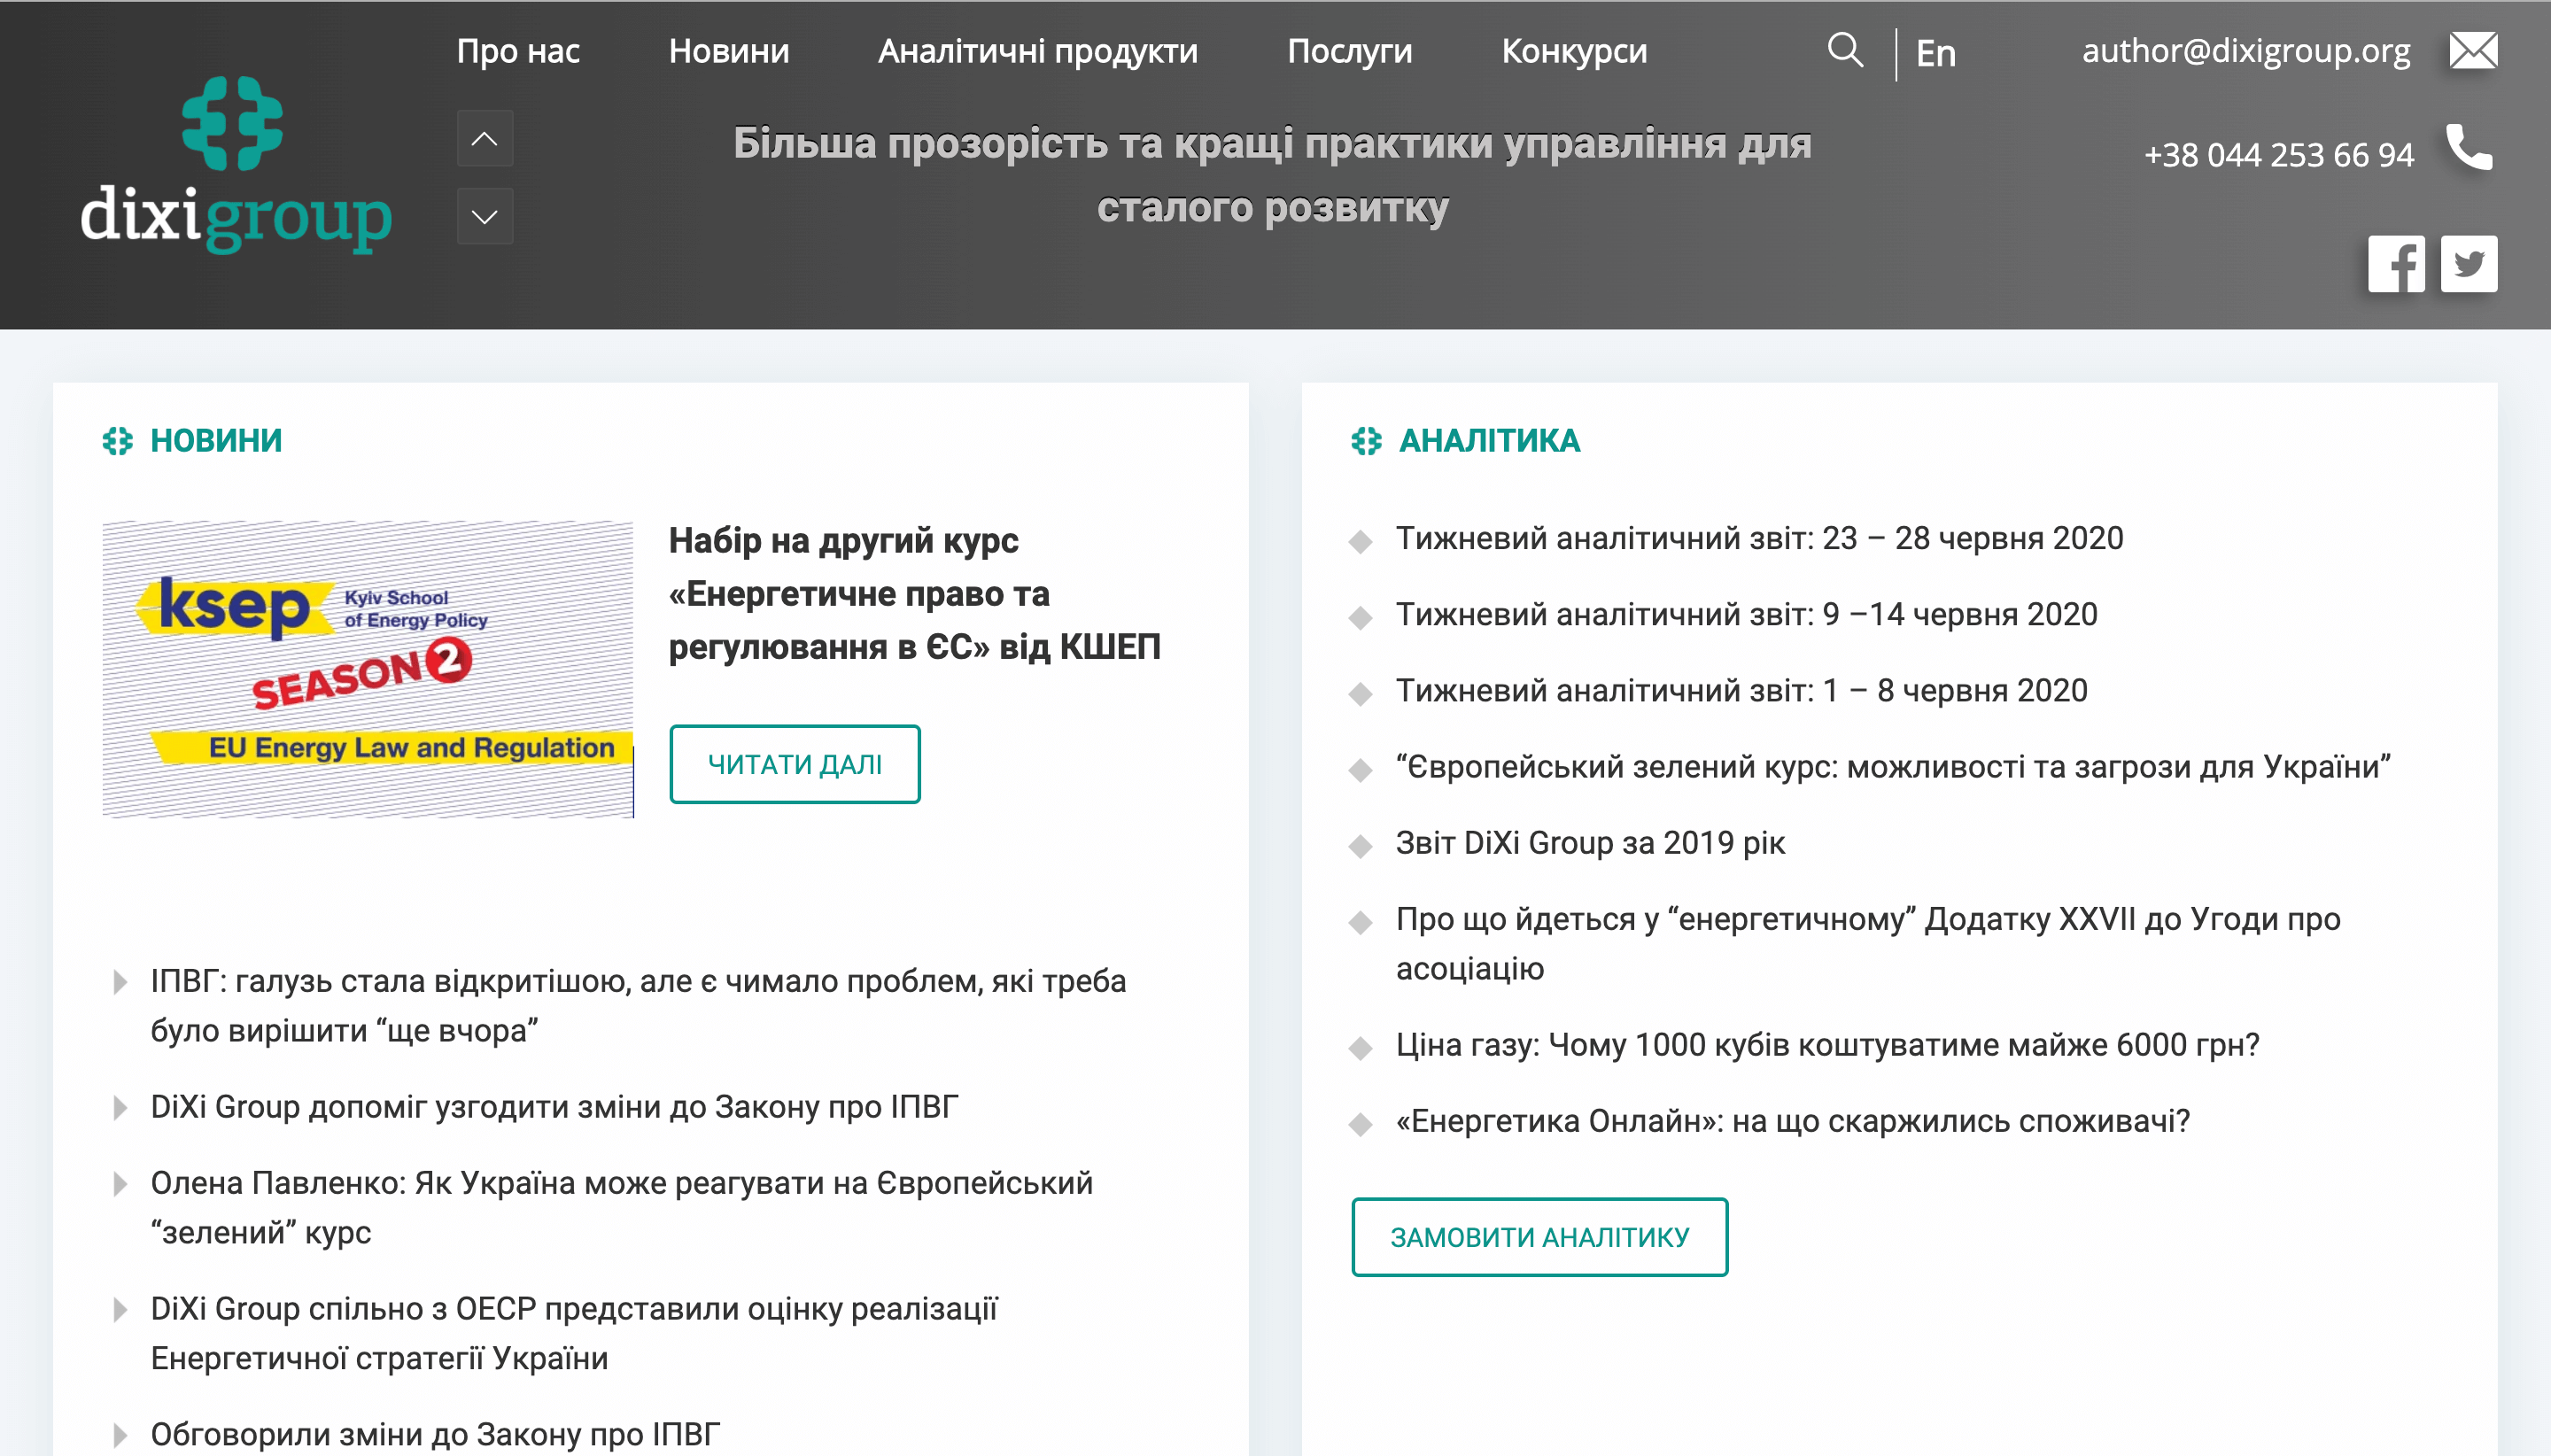 Про нас
Новини
Аналітичні продукти
Послуги
Конкурси
En
author@dixigroup.org
dixigroup
Більша прозорість та кращі практики управління для
сталого розвитку
+38 044 253 66 94
НОВИНИ
ksep
Kyiv School
of Energy Policy
SEASON 2
EU Energy Law and Regulation
Набір на другий курс
«Енергетичне право та
регулювання в ЄС» від КШЕП
ЧИТАТИ ДАЛІ
ІПВГ: галузь стала відкритішою, але є чимало проблем, які треба
було вирішити “ще вчора”
DiXi Group допоміг узгодити зміни до Закону про ІПВГ
Олена Павленко: Як Україна може реагувати на Європейський
“зелений” курс
DiXi Group спільно з ОЕСР представили оцінку реалізації
Енергетичної стратегії України
Обговорили зміни до Закону про ІПВГ
АНАЛІТИКА
Тижневий аналітичний звіт: 23 – 28 червня 2020
Тижневий аналітичний звіт: 9 –14 червня 2020
Тижневий аналітичний звіт: 1 – 8 червня 2020
“Європейський зелений курс: можливості та загрози для України”
Звіт DiXi Group за 2019 рік
Про що йдеться у “енергетичному” Додатку XXVII до Угоди про
асоціацію
Ціна газу: Чому 1000 кубів коштуватиме майже 6000 грн?
«Енергетика Онлайн»: на що скаржились споживачі?
ЗАМОВИТИ АНАЛІТИКУ